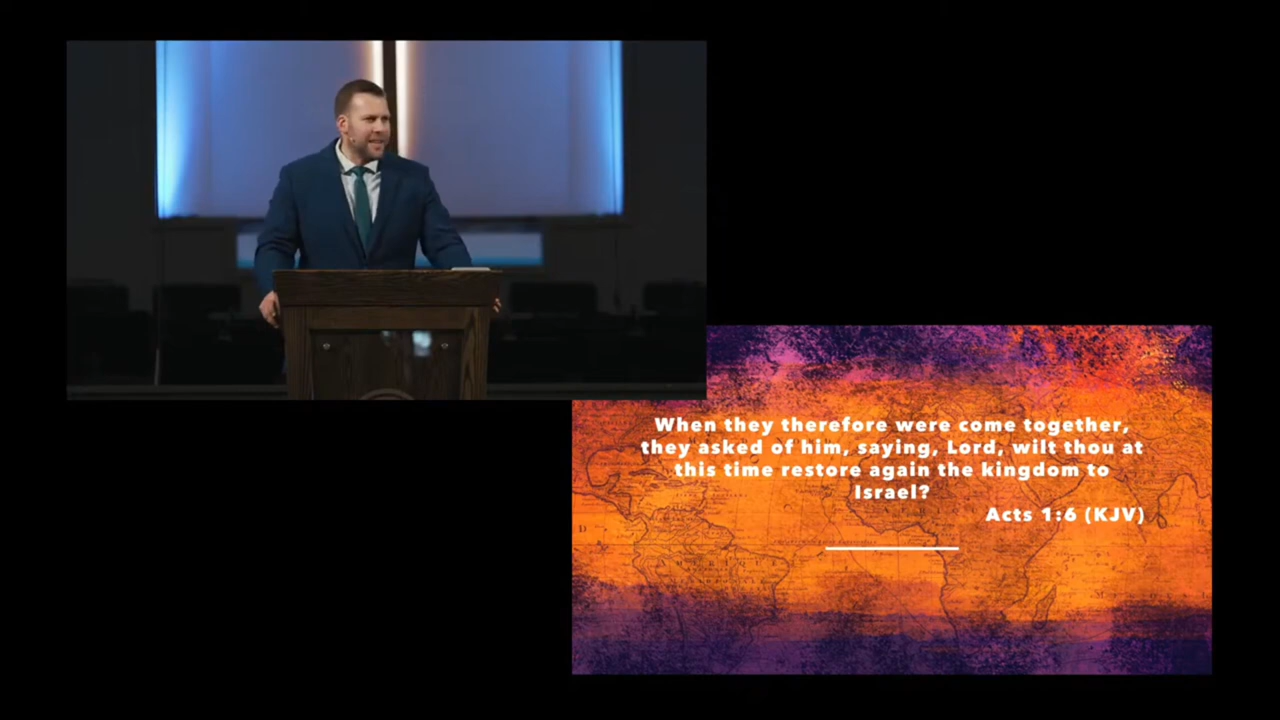 When they therefore were come together,
they asked of him, saying, Lord, wilt thou at
this time restore again the kingdom to
Israel?
Acts 1:6 (KJV)